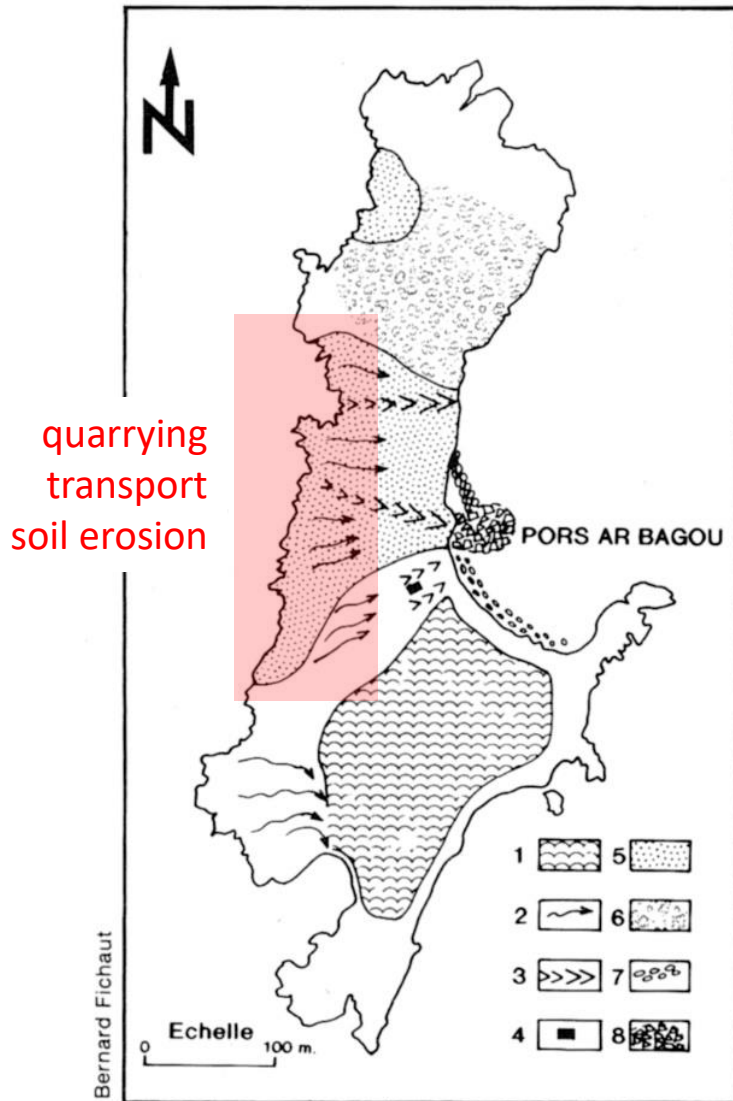 N
quarrying
transport
soil erosion
PORS AR BAGOU
1 5
2 6
3 7
4 8
Echelle
0 100 m.
Bernard Fichaut